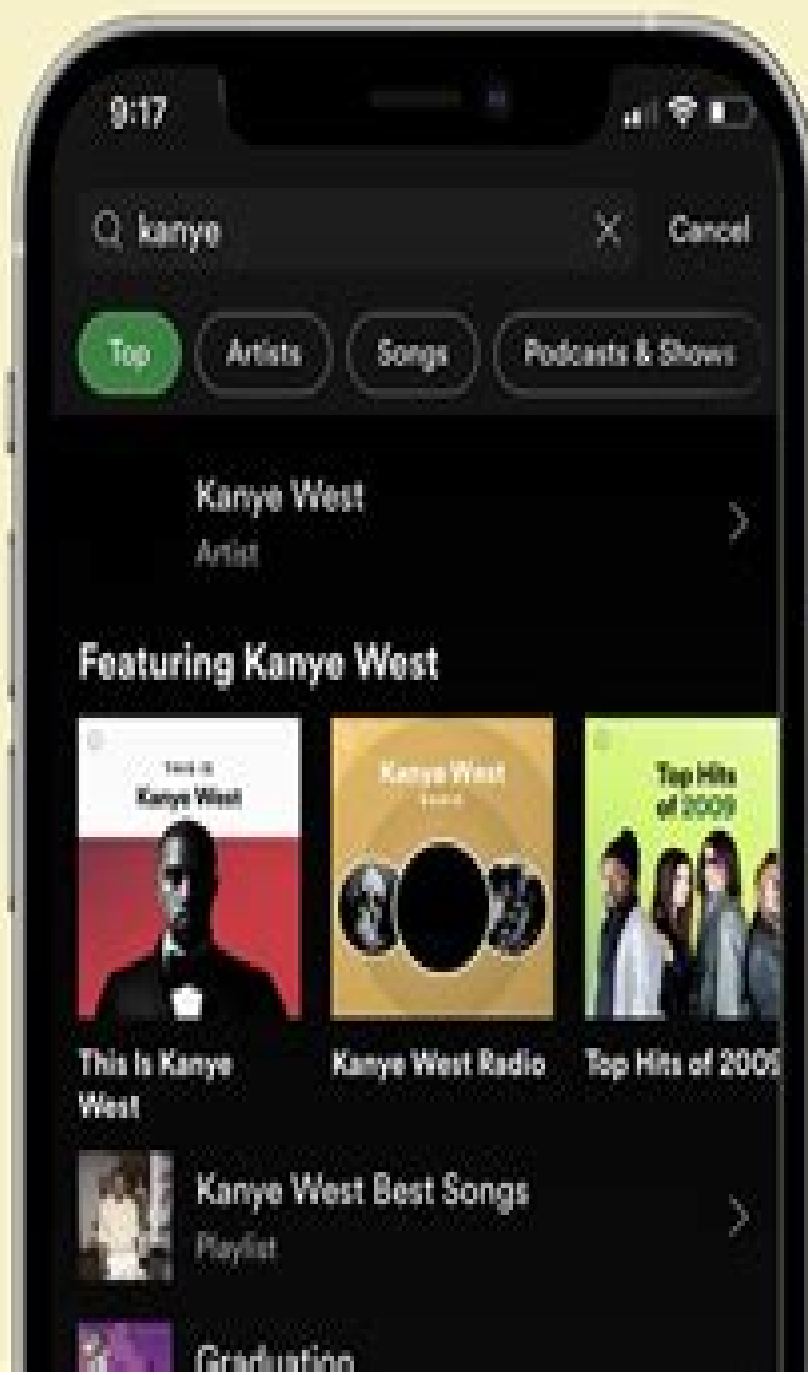 9:17
kanye
Cancel
Top
Artists
Songs
Podcasts & Shows
Kanye West
Artist
Featuring Kanye West
THIS IS
Kanye West
Kanye West
RADIO
Top Hits
of 2009
This Is Kanye
West
Kanye West Radio
Top Hits of 2009
Kanye West Best Songs
Playlist
Graduation